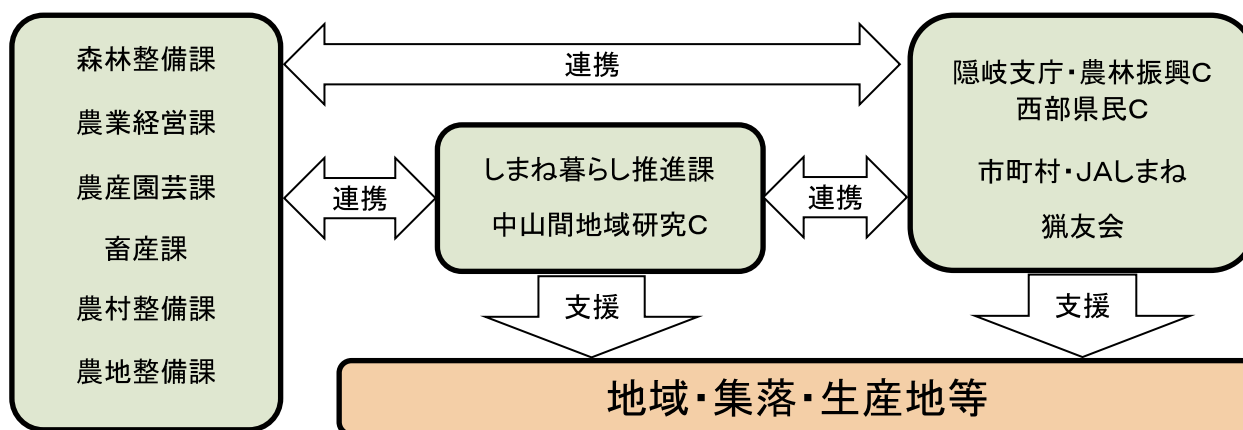 森林整備課
農業経営課
農産園芸課
畜産課
農村整備課
農地整備課
連携
連携
しまね暮らし推進課
中山間地域研究C
連携
隠岐支庁・農林振興C
西部県民C
市町村・JAしまね
猟友会
支援
支援
地域・集落・生産地等